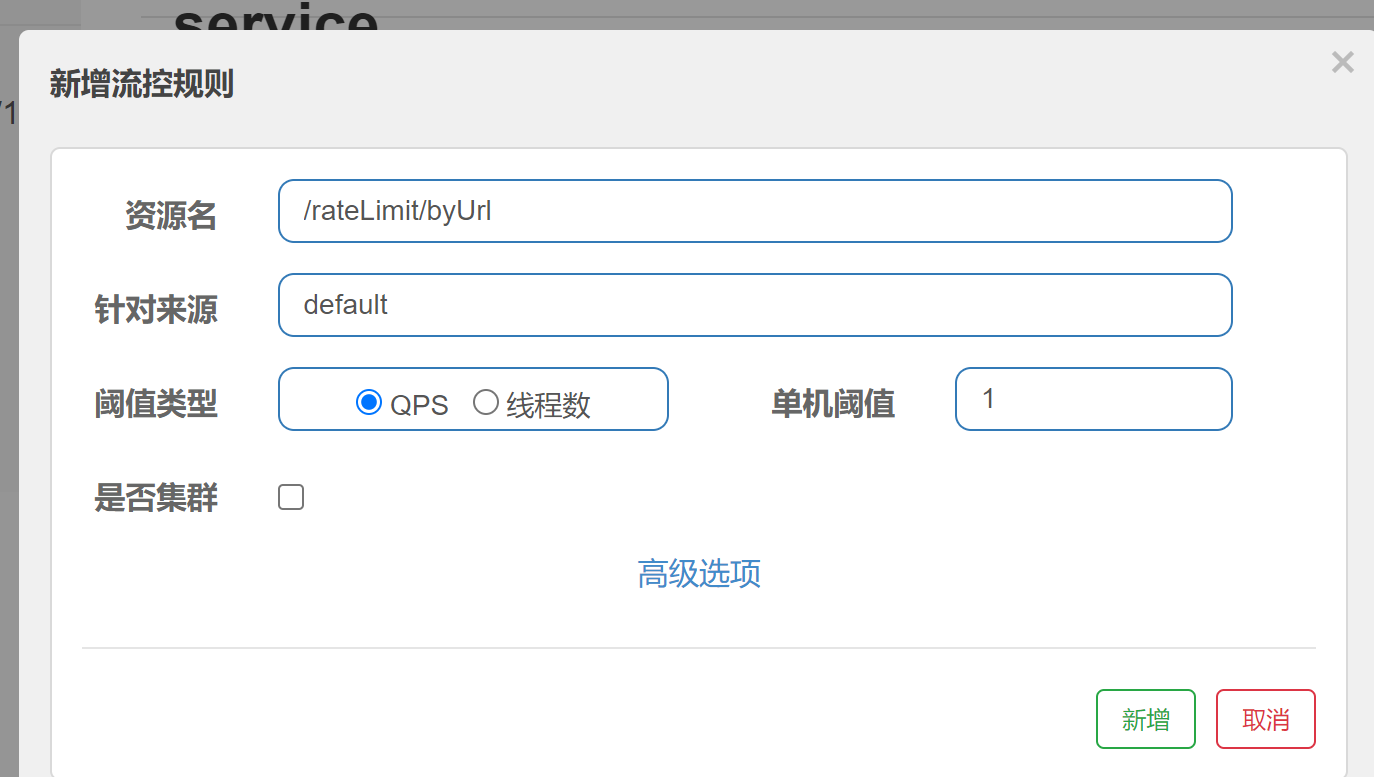 service
/1
新增流控规则
×
资源名 /rateLimit/byUrl
针对来源 default
阈值类型 QPS 线程数 单机阈值 1
是否集群
高级选项
新增 取消